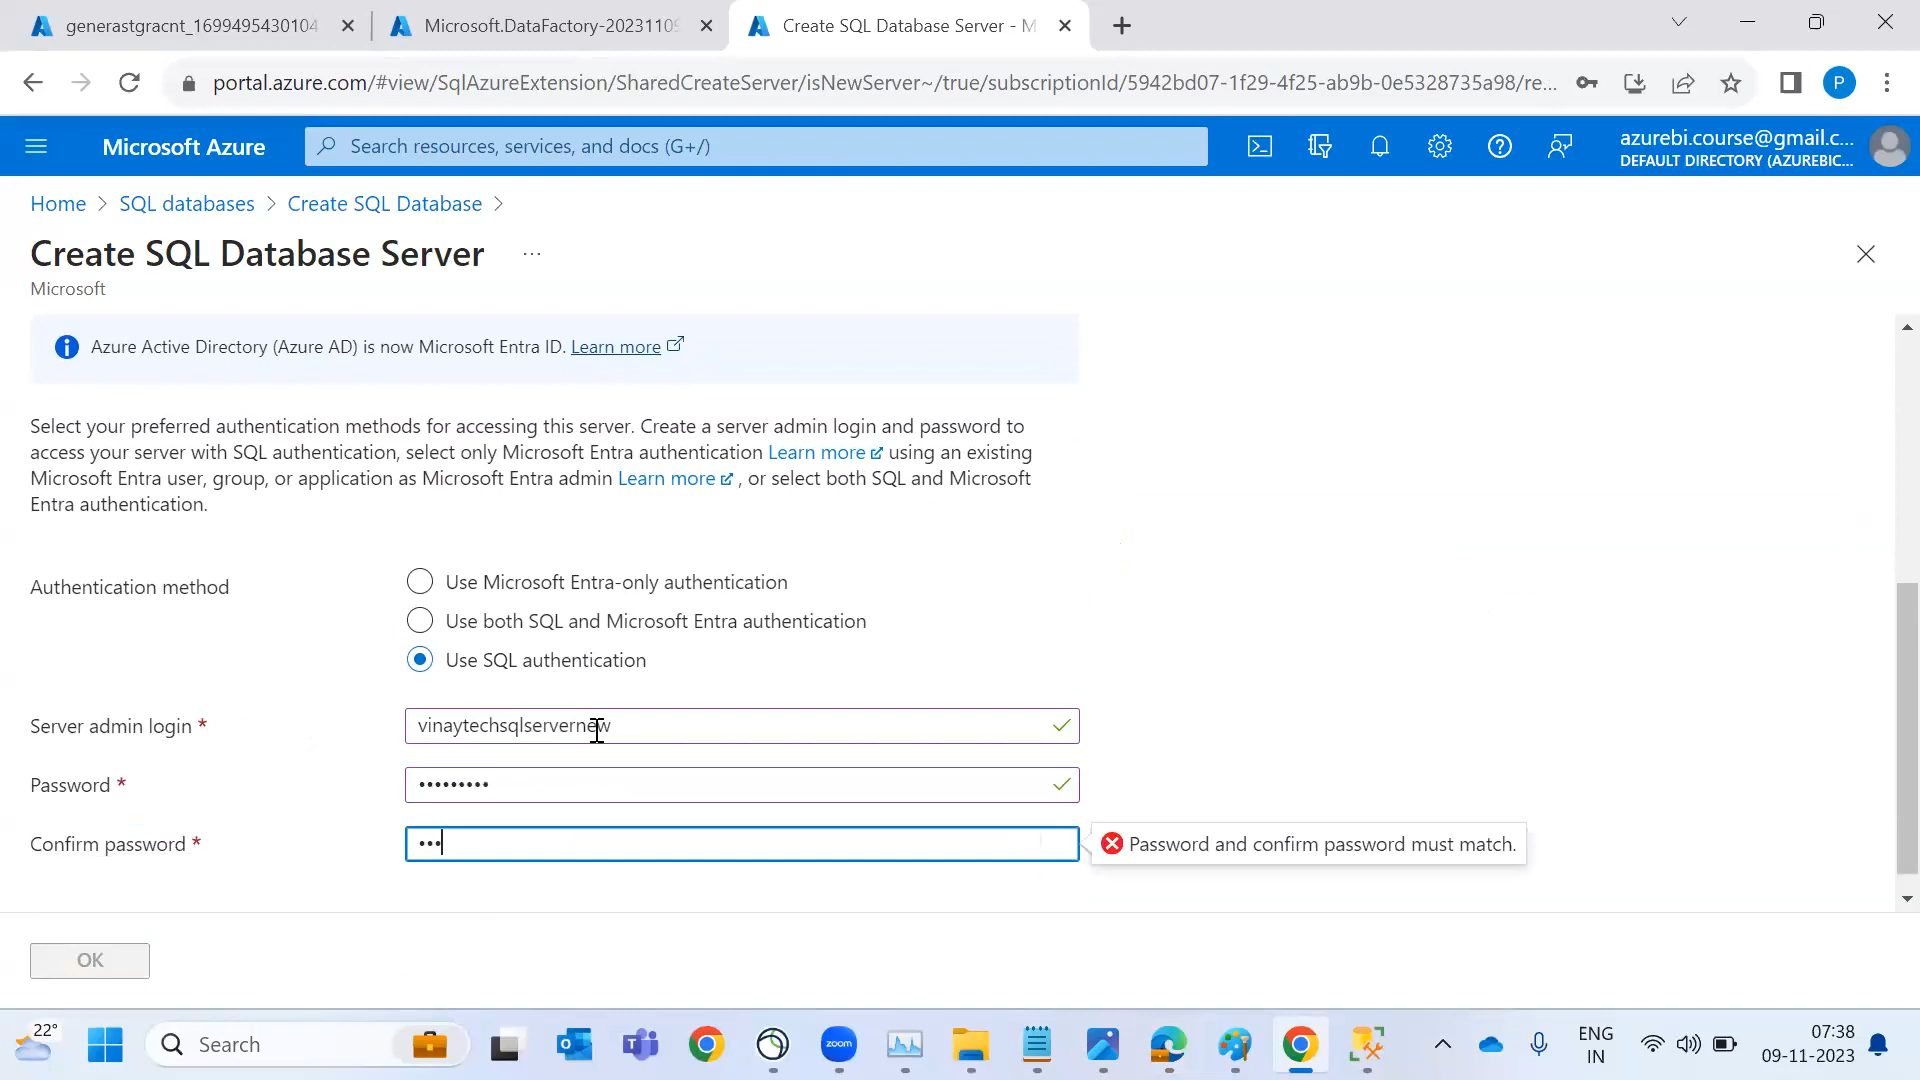 generastgracnt_1699495430104
Microsoft.DataFactory-20231109
Create SQL Database Server - M
portal.azure.com/#view/SqlAzureExtension/SharedCreateServer/isNewServer~/true/subscriptionId/5942bd07-1f29-4f25-ab9b-0e5328735a98/re...
P
Microsoft Azure
Search resources, services, and docs (G+/)
azurebi.course@gmail.c...
DEFAULT DIRECTORY (AZUREBIC...
Home > SQL databases > Create SQL Database >
Create SQL Database Server ...
Microsoft
Azure Active Directory (Azure AD) is now Microsoft Entra ID. Learn more
Select your preferred authentication methods for accessing this server. Create a server admin login and password to
access your server with SQL authentication, select only Microsoft Entra authentication Learn more using an existing
Microsoft Entra user, group, or application as Microsoft Entra admin Learn more , or select both SQL and Microsoft
Entra authentication.
Authentication method
Use Microsoft Entra-only authentication
Use both SQL and Microsoft Entra authentication
Use SQL authentication
Server admin login *
vinaytechsqlservernew
Password *
•••••••••
Confirm password *
•••
Password and confirm password must match.
OK
22°
Search
zoom
ENG
IN
07:38
09-11-2023